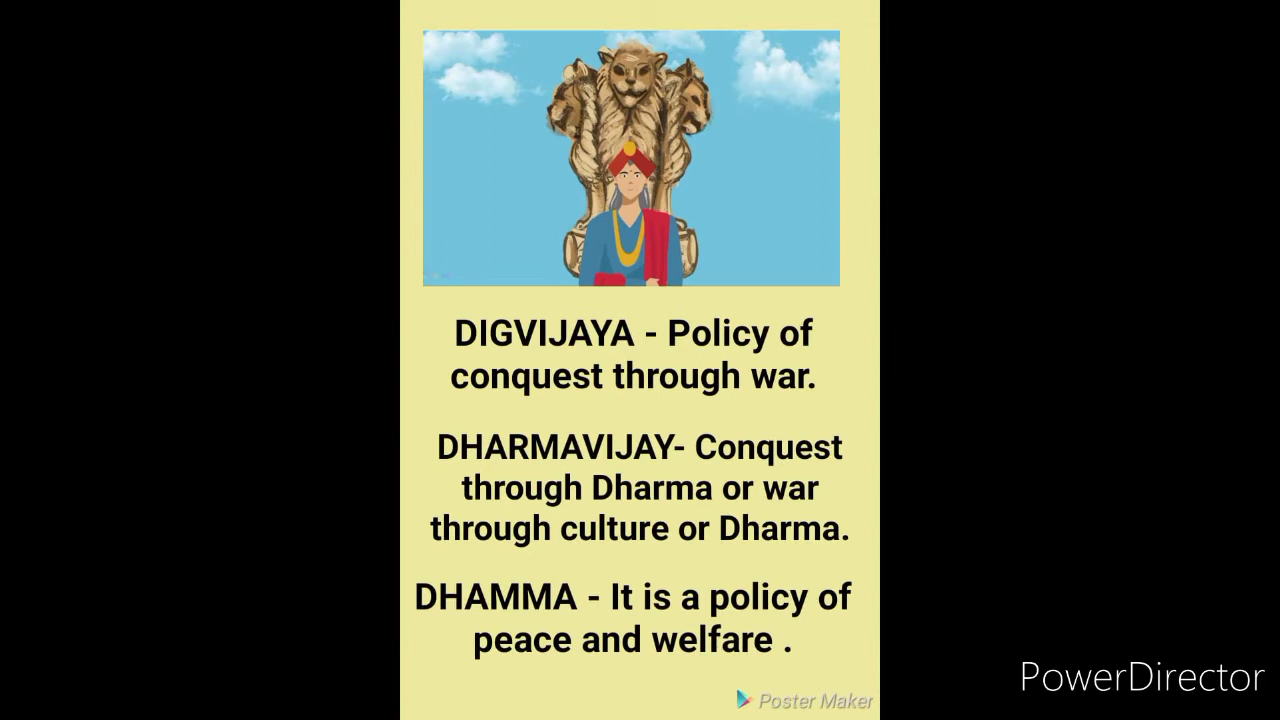 DIGVIJAYA - Policy of
conquest through war.
DHARMAVIJAY- Conquest
through Dharma or war
through culture or Dharma.
DHAMMA - It is a policy of
peace and welfare .
Poster Maker
PowerDirector